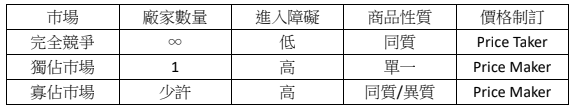 市場 廠家數量 進入障礙 商品性質 價格制訂
完全競爭 ∞ 低 同質 Price Taker
獨佔市場 1 高 單一 Price Maker
寡佔市場 少許 高 同質/異質 Price Maker